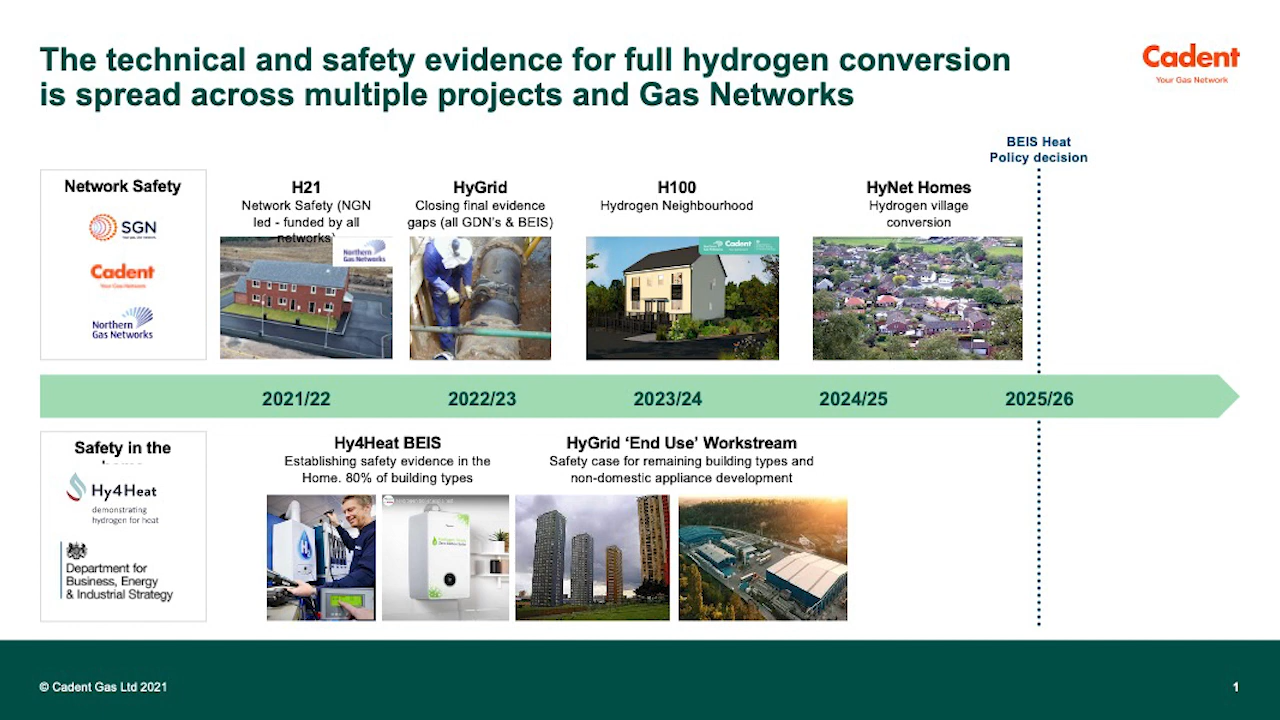 The technical and safety evidence for full hydrogen conversion
is spread across multiple projects and Gas Networks
Cadent
Your Gas Network
BEIS Heat
Policy decision
Network Safety
SGN
Cadent
Your Gas Network
Northern
Gas Networks
H21
Network Safety (NGN
led - funded by all
networks)
Northern
Gas Networks
HyGrid
Closing final evidence
gaps (all GDN's & BEIS)
H100
Hydrogen Neighbourhood
Northern
Gas Networks
Cadent
HyNet Homes
Hydrogen village
conversion
2021/22
2022/23
2023/24
2024/25
2025/26
Safety in the
Hy4Heat
demonstrating
hydrogen for heat
Department for
Business, Energy
& Industrial Strategy
Hy4Heat BEIS
Establishing safety evidence in the
Home. 80% of building types
HyGrid ‘End Use’ Workstream
Safety case for remaining building types and
non-domestic appliance development
© Cadent Gas Ltd 2021
1